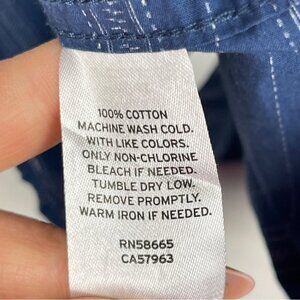 100% COTTON
MACHINE WASH COLD.
WITH LIKE COLORS.
ONLY NON-CHLORINE
BLEACH IF NEEDED.
TUMBLE DRY LOW.
REMOVE PROMPTLY.
WARM IRON IF NEEDED.
RN58665
CA57963